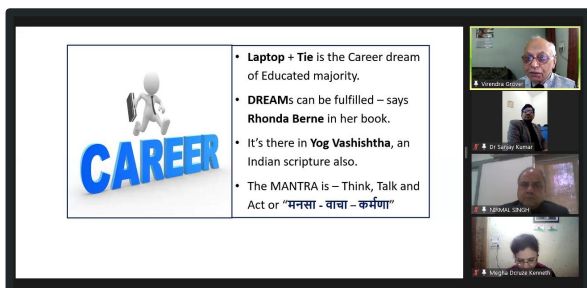 CAREER
• Laptop + Tie is the Career dream
of Educated majority.
• DREAMs can be fulfilled – says
Rhonda Berne in her book.
• It's there in Yog Vashishtha, an
Indian scripture also.
• The MANTRA is – Think, Talk and
Act or “मनसा - वाचा – कर्मणा”
Virendra Grover
Dr Sanjay Kumar
NIRMAL SINGH
Megha Dcruze Kenneth